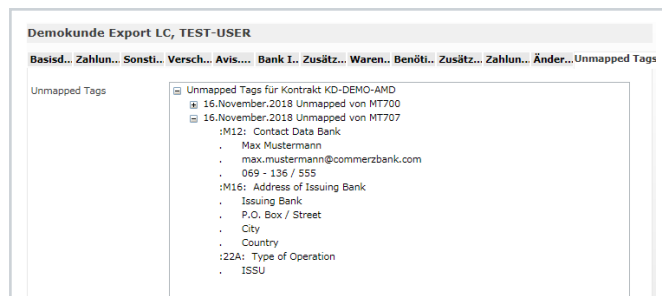 Demokunde Export LC, TEST-USER
Basisd... Zahlun... Sonsti... Versch... Avis.... Bank I... Zusätz... Waren... Benöti... Zusätz... Zahlun... Änder... Unmapped Tags
Unmapped Tags
Unmapped Tags für Kontrakt KD-DEMO-AMD
16.November.2018 Unmapped von MT700
16.November.2018 Unmapped von MT707
:M12: Contact Data Bank
. Max Mustermann
. max.mustermann@commerzbank.com
. 069 - 136 / 555
:M16: Address of Issuing Bank
. Issuing Bank
. P.O. Box / Street
. City
. Country
:22A: Type of Operation
. ISSU